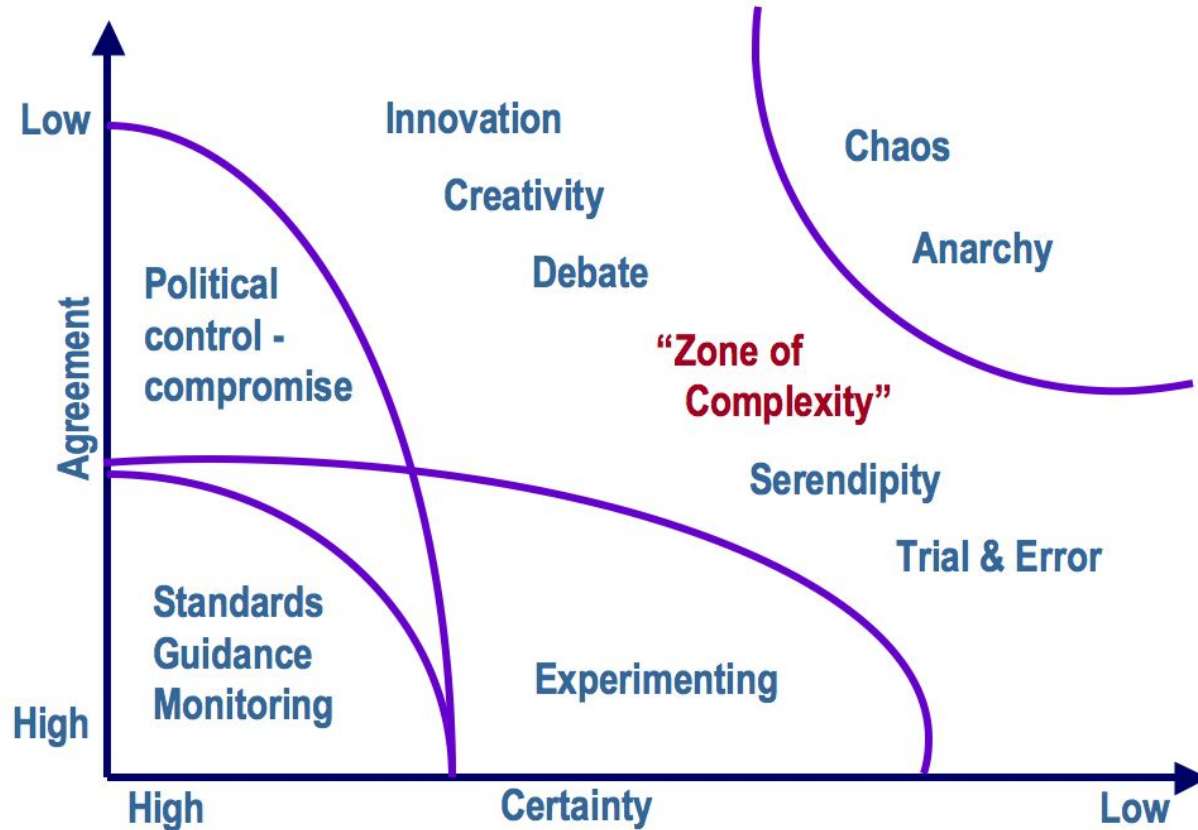 Low
Innovation
Chaos
Creativity
Anarchy
Debate
Political
control -
compromise
Agreement
“Zone of
Complexity”
Serendipity
Trial & Error
Standards
Guidance
Monitoring
Experimenting
High
High
Certainty
Low